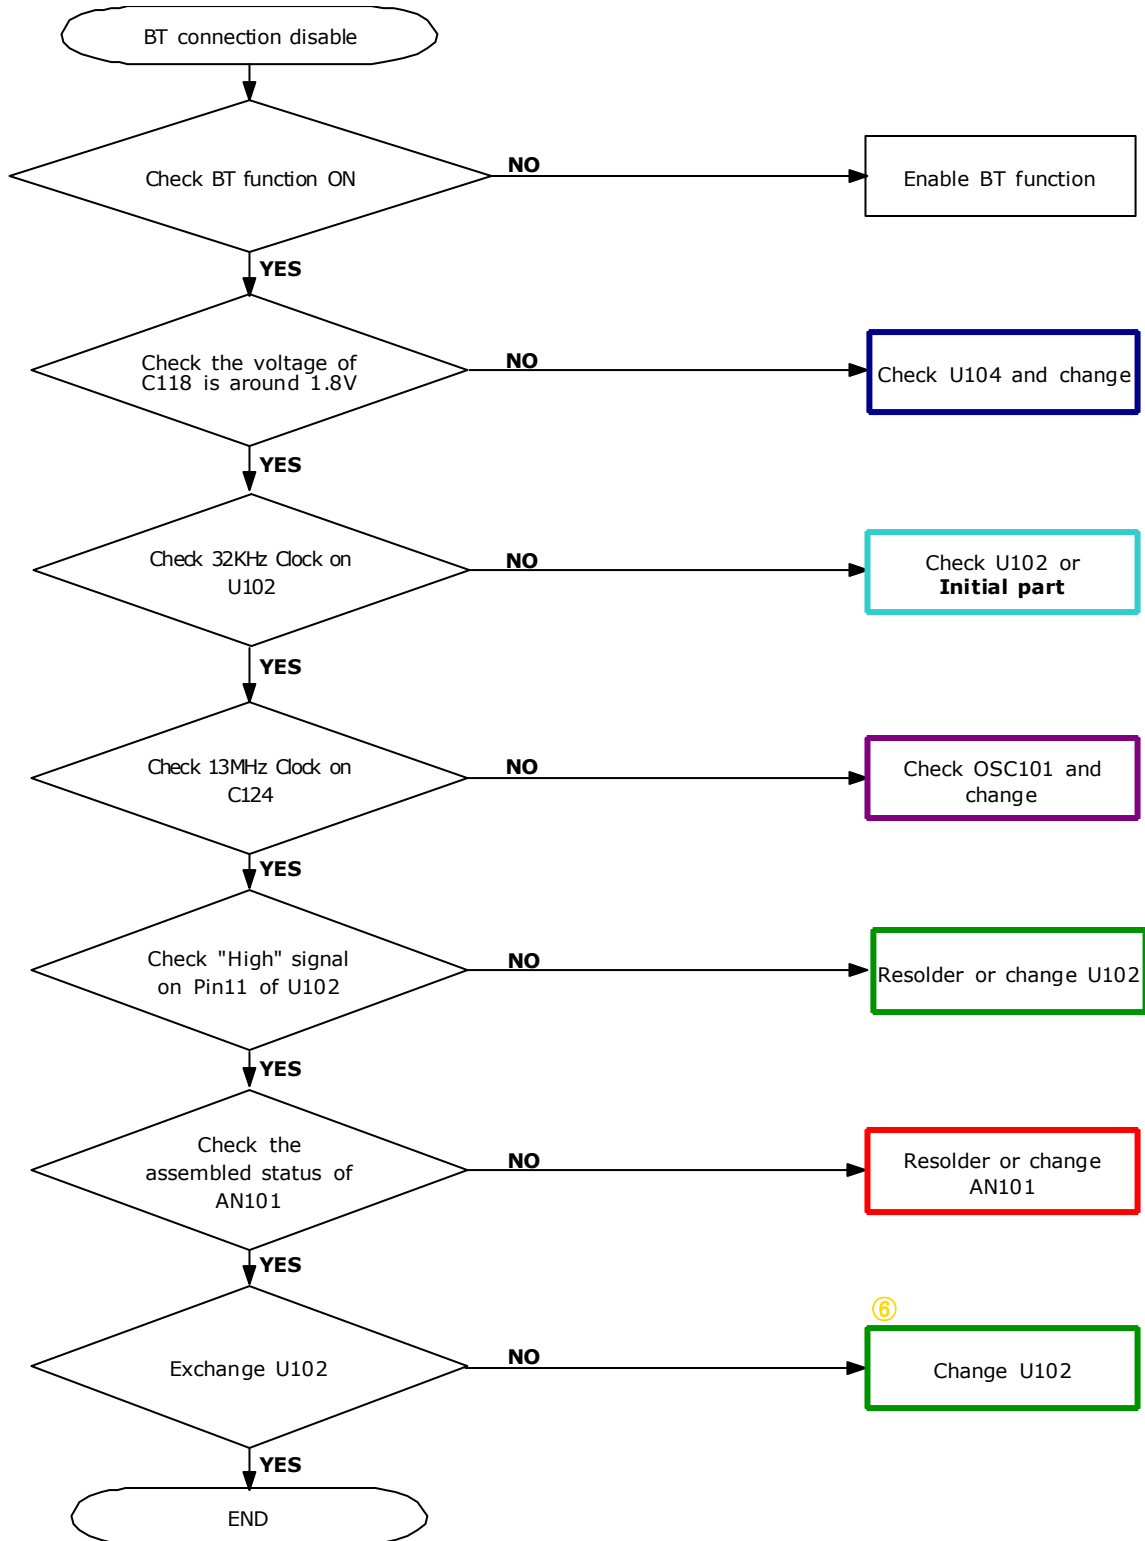 BT connection disable
Check BT function ON
NO
Enable BT function
YES
Check the voltage of
C118 is around 1.8V
NO
Check U104 and change
YES
Check 32KHz Clock on
U102
NO
Check U102 or
Initial part
YES
Check 13MHz Clock on
C124
NO
Check OSC101 and
change
YES
Check "High" signal
on Pin11 of U102
NO
Resolder or change U102
YES
Check the
assembled status of
AN101
NO
Resolder or change
AN101
YES
⑥
Exchange U102
NO
Change U102
YES
END